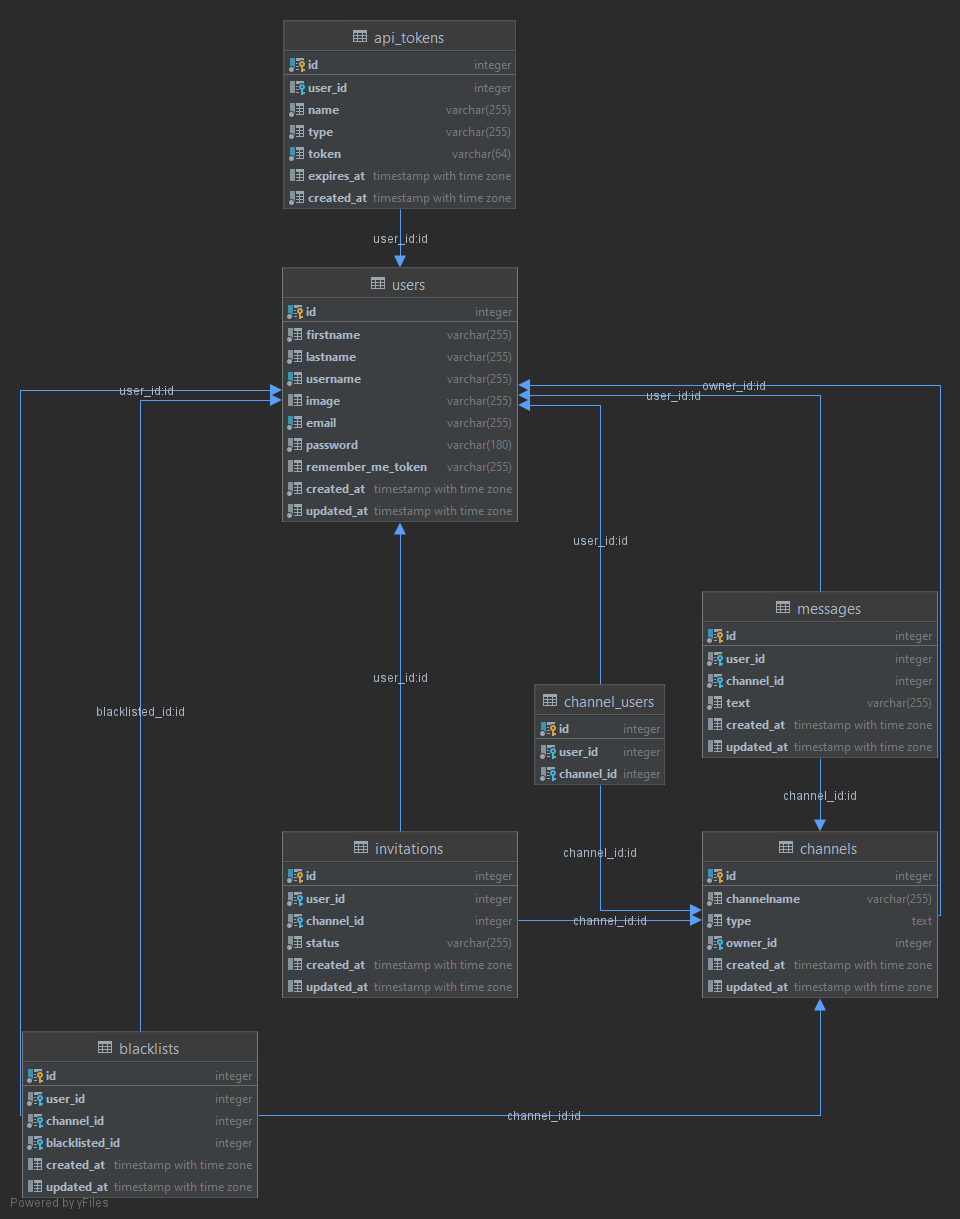 api_tokens
id integer
user_id integer
name varchar(255)
type varchar(255)
token varchar(64)
expires_at timestamp with time zone
created_at timestamp with time zone
user_id:id
users
id integer
firstname varchar(255)
lastname varchar(255)
username varchar(255)
image varchar(255)
email varchar(255)
password varchar(180)
remember_me_token varchar(255)
created_at timestamp with time zone
updated_at timestamp with time zone
user_id:id
owner_id:id
user_id:id
user_id:id
user_id:id
blacklisted_id:id
messages
id integer
user_id integer
channel_id integer
text varchar(255)
created_at timestamp with time zone
updated_at timestamp with time zone
channel_users
id integer
user_id integer
channel_id integer
channel_id:id
channel_id:id
channel_id:id
invitations
id integer
user_id integer
channel_id integer
status varchar(255)
created_at timestamp with time zone
updated_at timestamp with time zone
channels
id integer
channelname varchar(255)
type text
owner_id integer
created_at timestamp with time zone
updated_at timestamp with time zone
blacklists
id integer
user_id integer
channel_id integer
blacklisted_id integer
created_at timestamp with time zone
updated_at timestamp with time zone
channel_id:id
Powered by yFiles